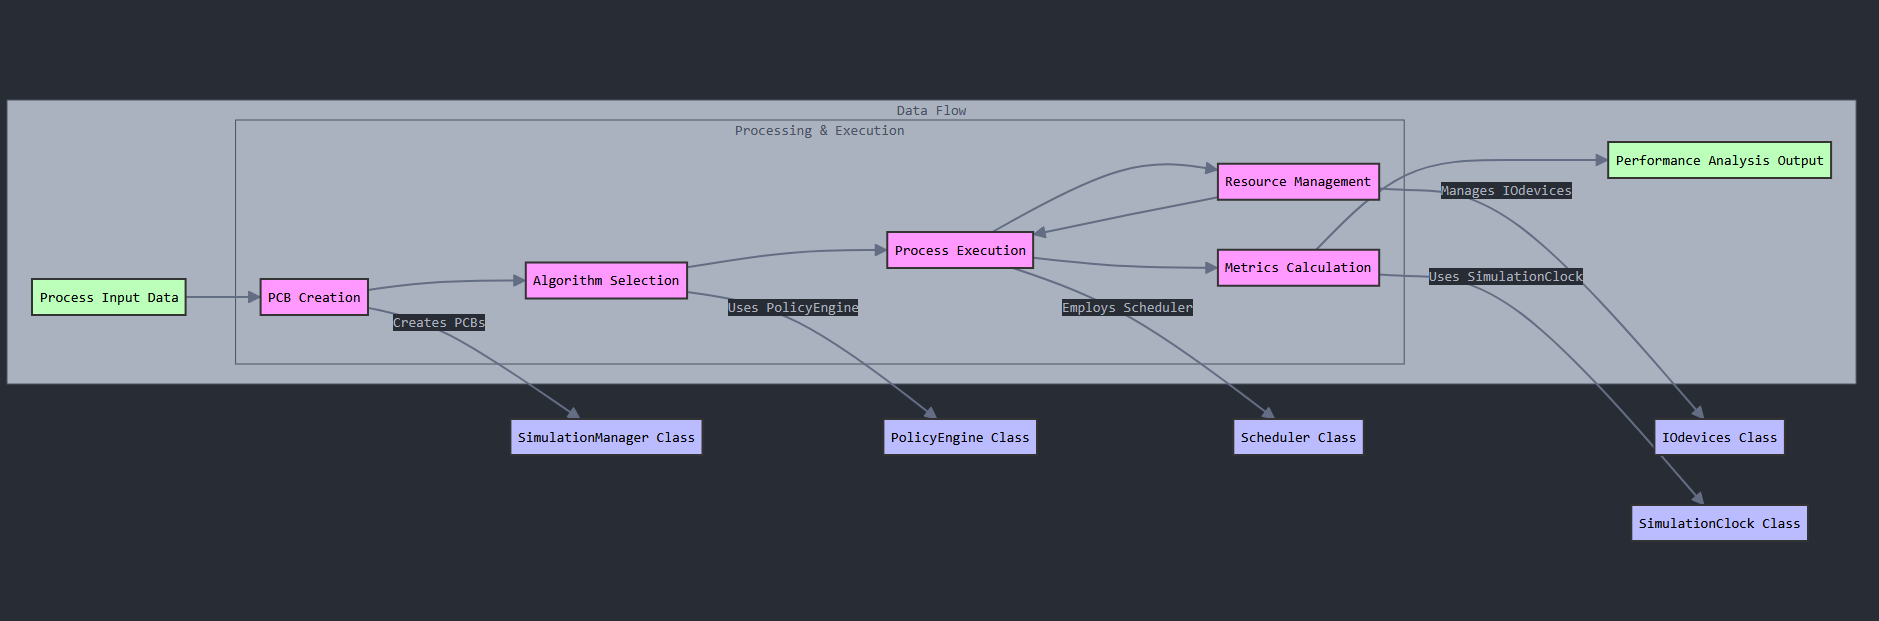 Data Flow
Processing & Execution
Performance Analysis Output
Resource Management
Manages IOdevices
Process Execution
Metrics Calculation
Uses SimulationClock
Algorithm Selection
Process Input Data
PCB Creation
Uses PolicyEngine
Employs Scheduler
Creates PCBs
SimulationManager Class
PolicyEngine Class
Scheduler Class
IOdevices Class
SimulationClock Class